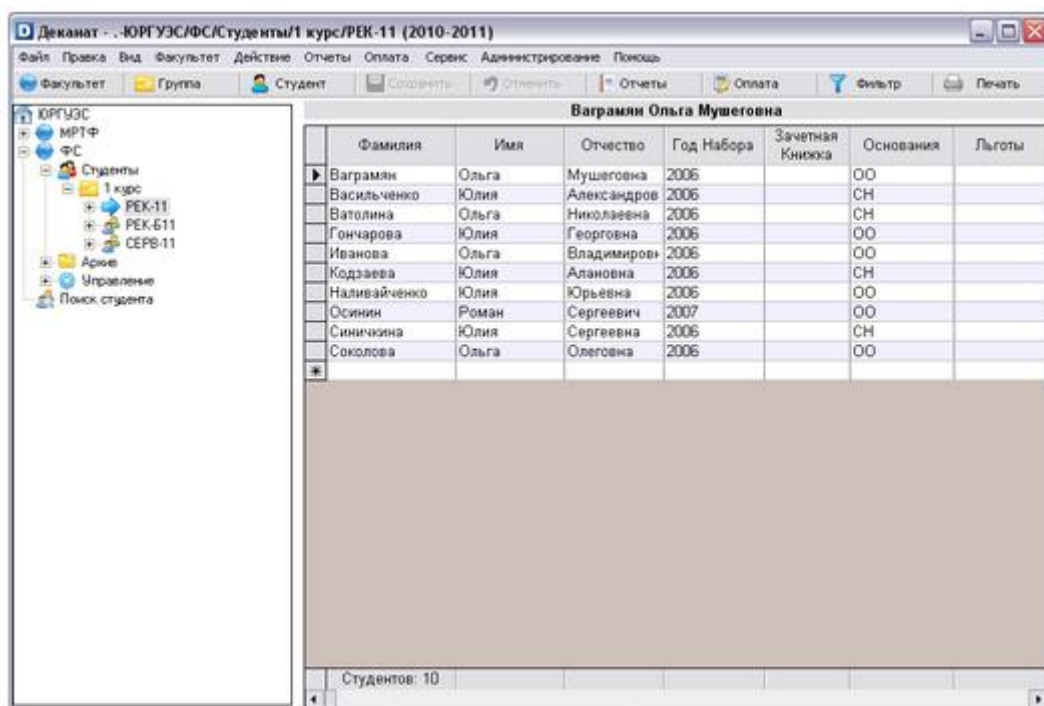 Деканат - .-ЮРГУЭС/ФС/Студенты/1 курс/РЕК-11 (2010-2011)
Файл Правка Вид Факультет Действие Отчеты Оплата Сервис Администрирование Помощь
Факультет Группа Студент Сохранить Отменить Отчеты Оплата Фильтр Печать
ЮРГУЭС
МРТФ
ФС
Студенты
1 курс
РЕК-11
РЕК-Б11
СЕРВ-11
Архив
Управление
Поиск студента
Ваграмян Ольга Мушеговна
Фамилия Имя Отчество Год Набора Зачетная Книжка Основания Льготы
Ваграмян Ольга Мушеговна 2006 ОО
Васильченко Юлия Александров 2006 СН
Ватолина Ольга Николаевна 2006 СН
Гончарова Юлия Георговна 2006 ОО
Иванова Ольга Владимировн 2006 ОО
Кодзаева Юлия Алановна 2006 СН
Наливайченко Юлия Юрьевна 2006 ОО
Осинин Роман Сергеевич 2007 ОО
Синичкина Юлия Сергеевна 2006 СН
Соколова Ольга Олеговна 2006 ОО
Студентов: 10